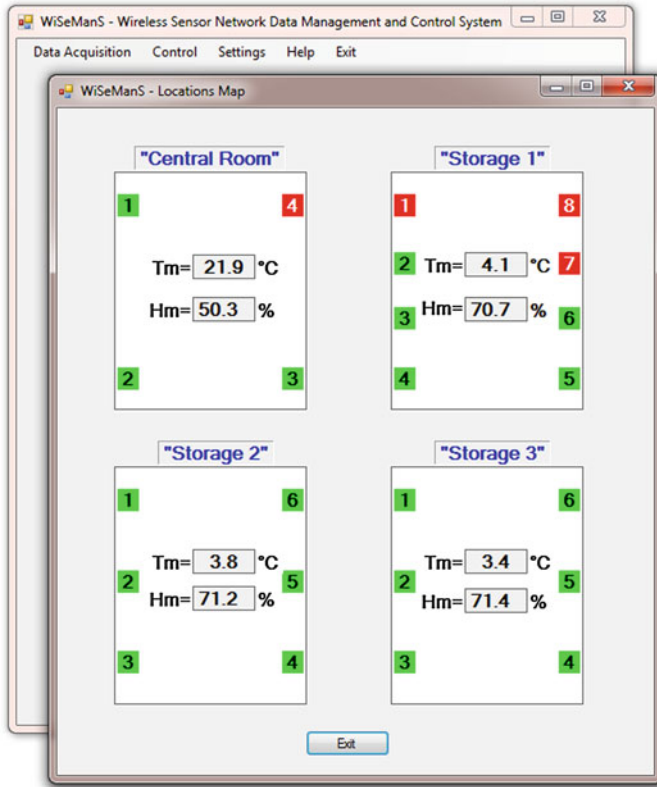 WiSeManS - Wireless Sensor Network Data Management and Control System
Data Acquisition Control Settings Help Exit
WiSeManS - Locations Map
"Central Room"
1 4
Tm= 21.9 °C
Hm= 50.3 %
2 3
"Storage 1"
1 8
2 Tm= 4.1 °C 7
3 Hm= 70.7 % 6
4 5
"Storage 2"
1 6
Tm= 3.8 °C
2 5
Hm= 71.2 %
3 4
"Storage 3"
1 6
Tm= 3.4 °C
2 5
Hm= 71.4 %
3 4
Exit